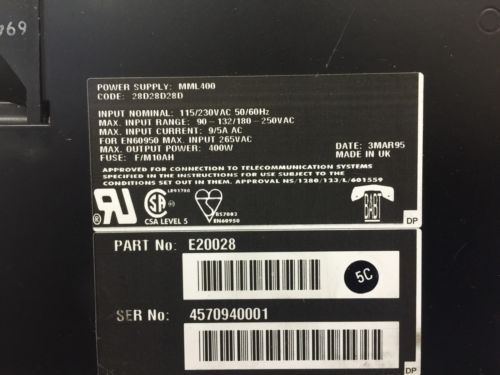 POWER SUPPLY: MML400
CODE: 28D28D28D
INPUT NOMINAL: 115/230VAC 50/60Hz
MAX. INPUT RANGE: 90 - 132/180 - 250VAC
MAX. INPUT CURRENT: 9/5A AC
FOR EN60950 MAX INPUT 265VAC
MAX. OUTPUT POWER: 400W
FUSE: F/M10AH
DATE: 3MAR95
MADE IN UK
APPROVED FOR CONNECTION TO TELECOMMUNICATION SYSTEMS
SPECIFIED IN THE INSTRUCTIONS FOR USE SUBJECT TO THE
CONDITIONS SET OUT IN THEM. APPROVAL NS/1280/123/L/601559
LR91780
CSA LEVEL 5
BS7002
EN60950
BABT
DP
PART No: E20028
5C
SER No: 4570940001
DP